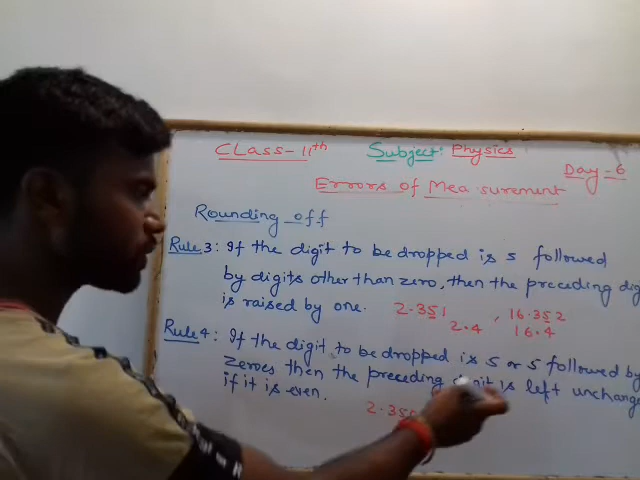 CLass-11th Subject: Physics
Day-6
Errors of Measurement
Rounding off
Rule 3: If the digit to be dropped is 5 followed
by digits other than zero, then the preceding
is raised by one. 2.351 , 16.352
2.4 16.4
Rule 4: If the digit to be dropped is 5 or 5 followed by
zeroes then the preceding is left
if it is even.
2.350